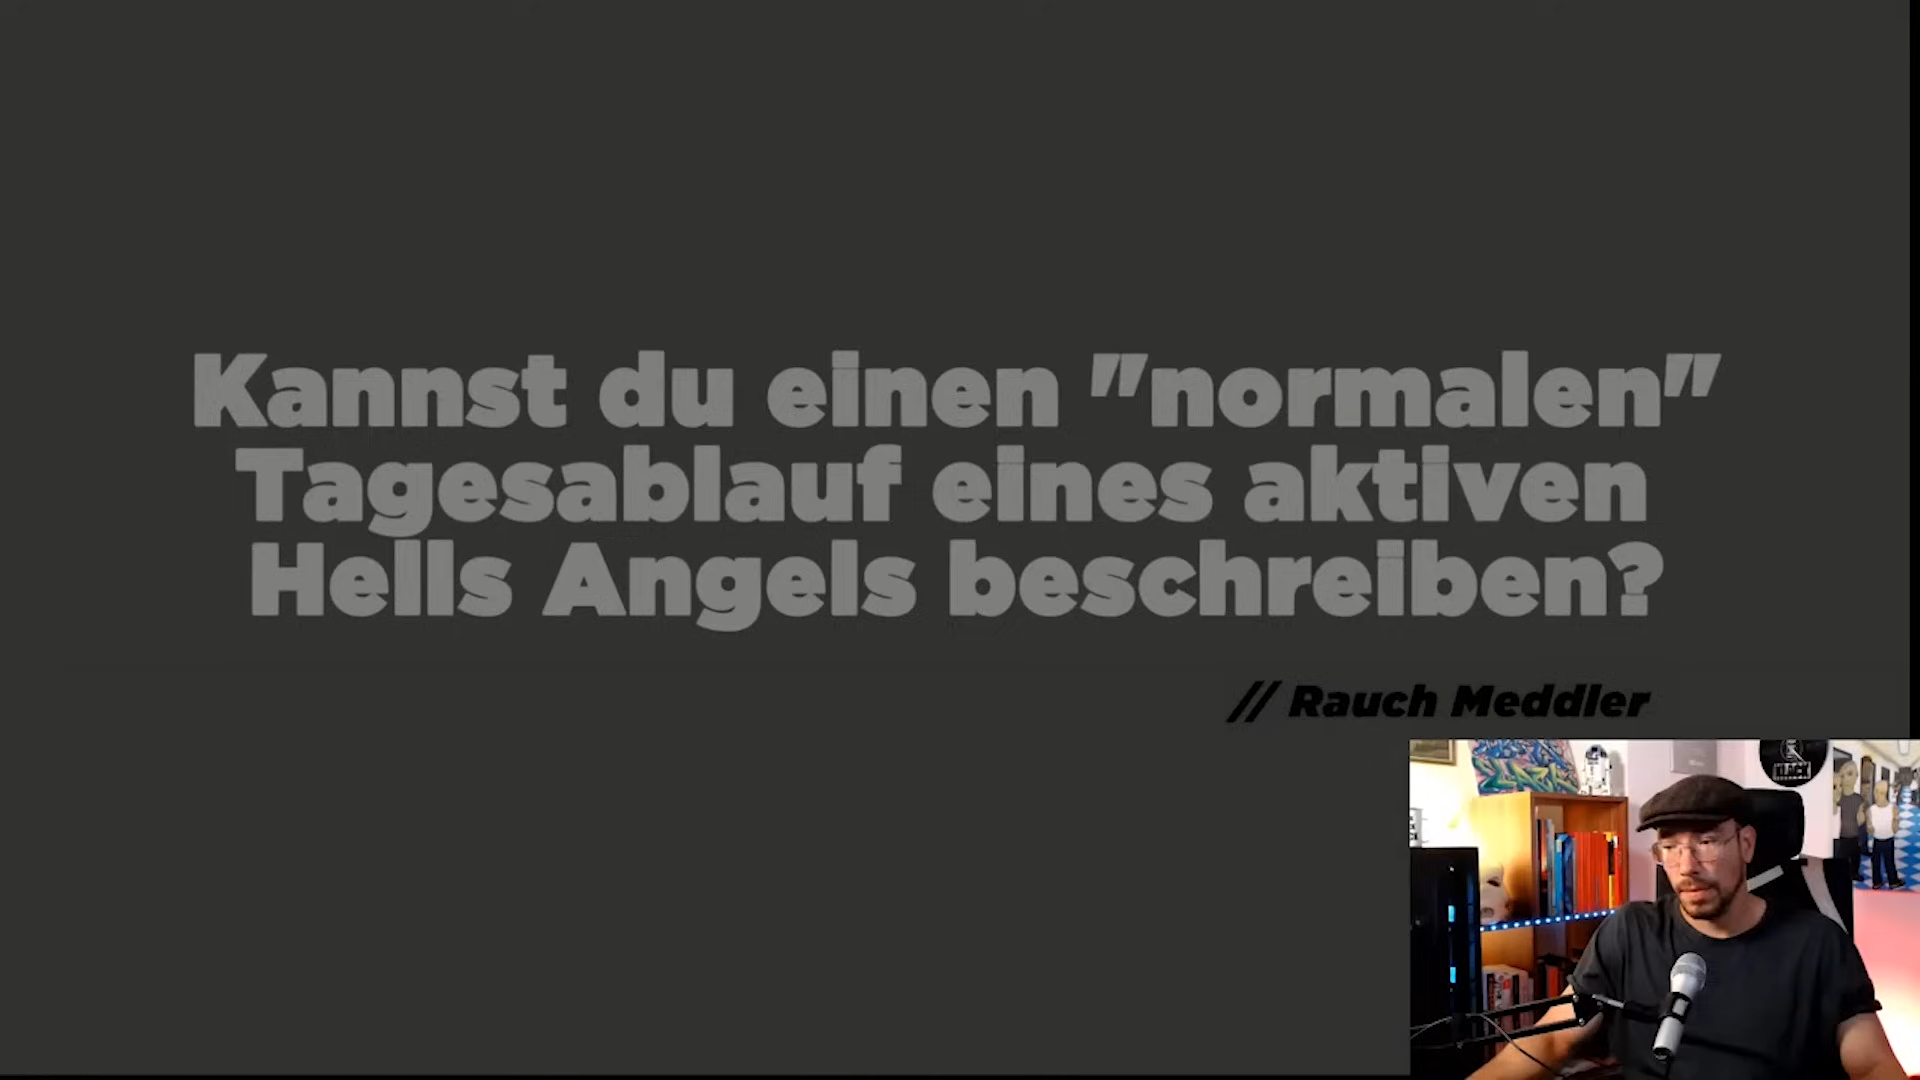 Kannst du einen "normalen"
Tagesablauf eines aktiven
Hells Angels beschreiben?
// Rauch Meddler